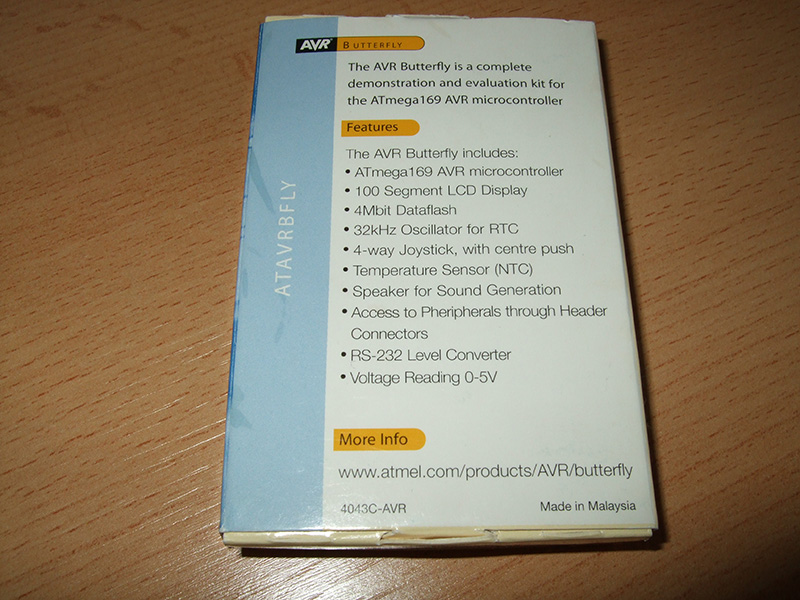 AVR BUTTERFLY
The AVR Butterfly is a complete
demonstration and evaluation kit for
the ATmega169 AVR microcontroller
Features
The AVR Butterfly includes:
• ATmega169 AVR microcontroller
• 100 Segment LCD Display
• 4Mbit Dataflash
• 32kHz Oscillator for RTC
• 4-way Joystick, with centre push
• Temperature Sensor (NTC)
• Speaker for Sound Generation
• Access to Pheripherals through Header
Connectors
• RS-232 Level Converter
• Voltage Reading 0-5V
ATAVRBFLY
More Info
www.atmel.com/products/AVR/butterfly
4043C-AVR
Made in Malaysia